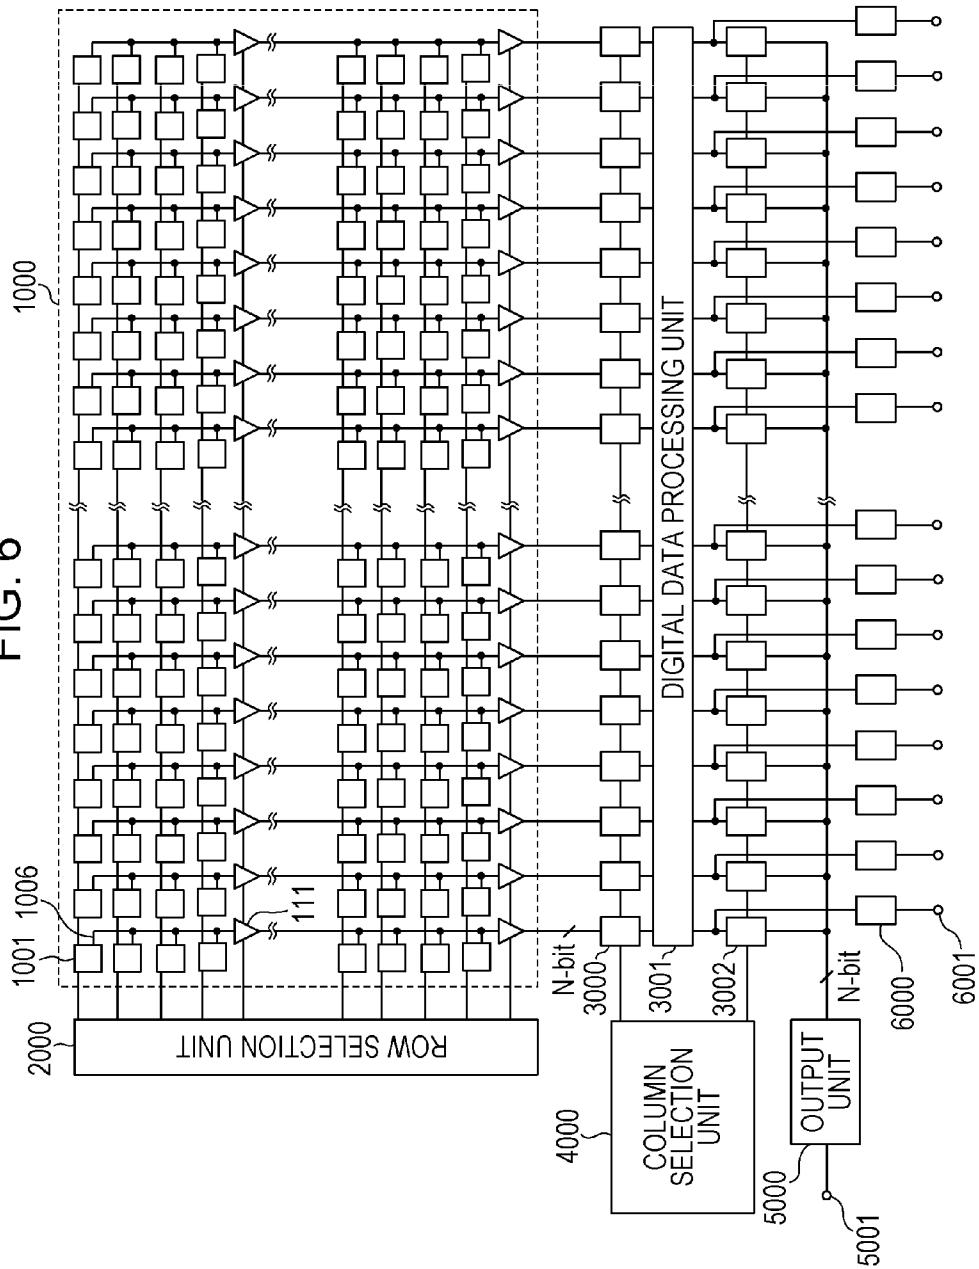 FIG. 6
1000
1001
1006
111
2000
ROW SELECTION UNIT
N-bit
3000
3001
DIGITAL DATA PROCESSING UNIT
3002
4000
COLUMN
SELECTION
UNIT
N-bit
5000
OUTPUT
UNIT
5001
6000
6001